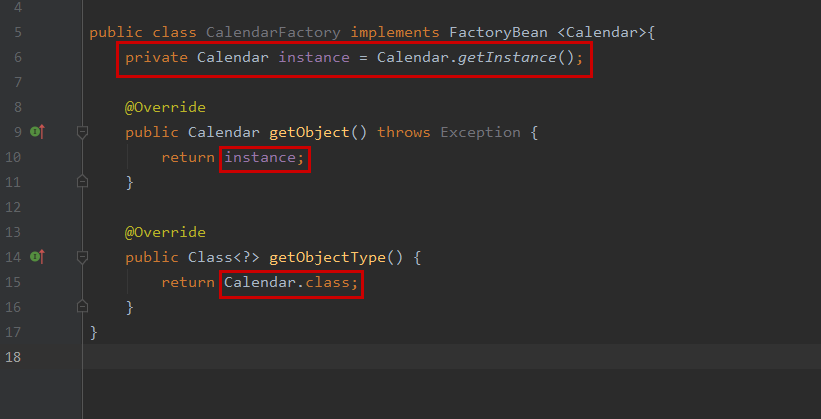 4
5 public class CalendarFactory implements FactoryBean <Calendar>{
6 private Calendar instance = Calendar.getInstance();
7
8 @Override
9 public Calendar getObject() throws Exception {
10 return instance;
11 }
12
13 @Override
14 public Class<?> getObjectType() {
15 return Calendar.class;
16 }
17 }
18